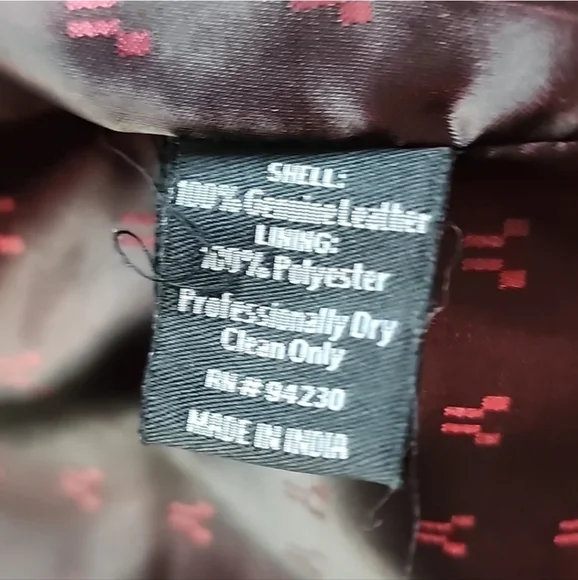 SHELL:
100% Genuine Leather
LINING:
100% Polyester
Professionally Dry
Clean Only
RN # 94230
MADE IN INDIA